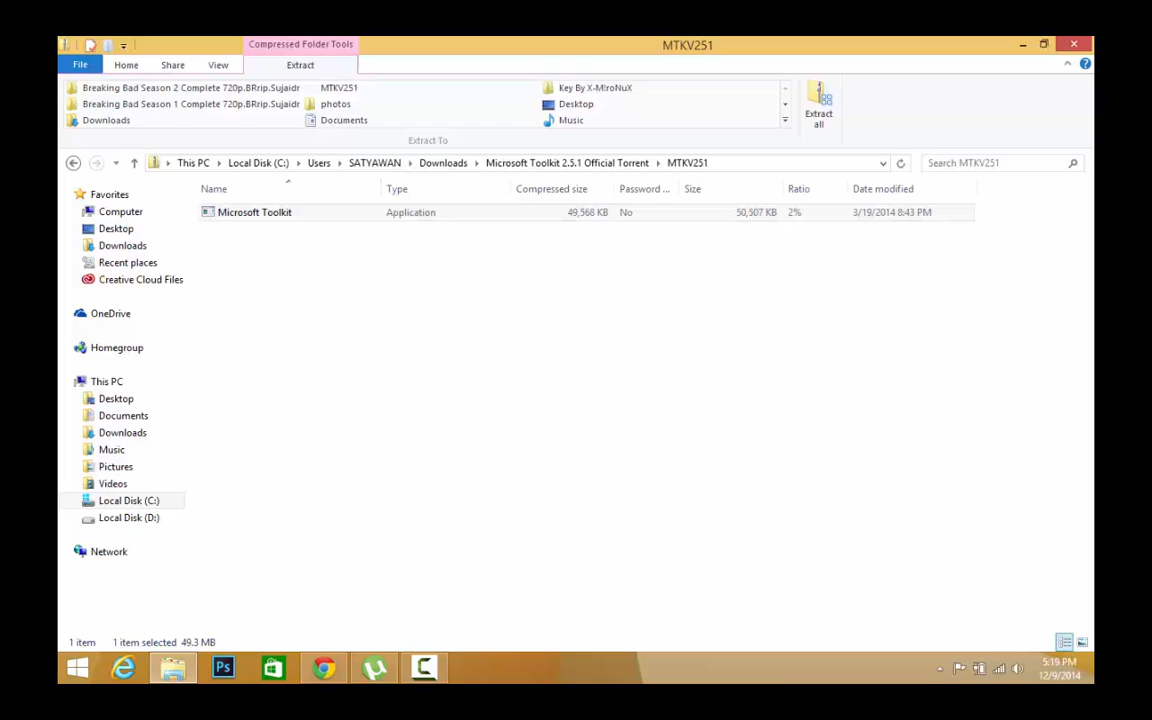 Compressed Folder Tools
MTKV251
File Home Share View Extract
Breaking Bad Season 2 Complete 720p.BRrip.Sujaidr MTKV251 Key By X-M!roNuX
Breaking Bad Season 1 Complete 720p.BRrip.Sujaidr photos Desktop
Downloads Documents Music
Extract all
Extract To
This PC Local Disk (C:) Users SATYAWAN Downloads Microsoft Toolkit 2.5.1 Official Torrent MTKV251 Search MTKV251
Name Type Compressed size Password ... Size Ratio Date modified
Microsoft Toolkit Application 49,568 KB No 50,507 KB 2% 3/19/2014 8:43 PM
Favorites
Computer
Desktop
Downloads
Recent places
Creative Cloud Files
OneDrive
Homegroup
This PC
Desktop
Documents
Downloads
Music
Pictures
Videos
Local Disk (C:)
Local Disk (D:)
Network
1 item 1 item selected 49.3 MB
Ps
5:19 PM
12/9/2014